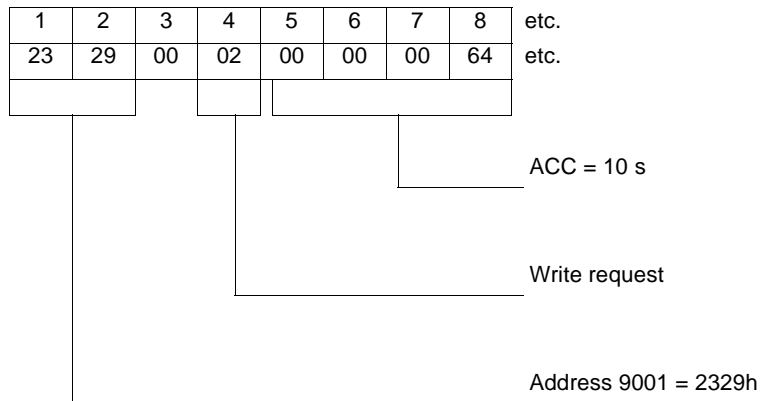 1 2 3 4 5 6 7 8 etc.
23 29 00 02 00 00 00 64 etc.
ACC = 10 s
Write request
Address 9001 = 2329h